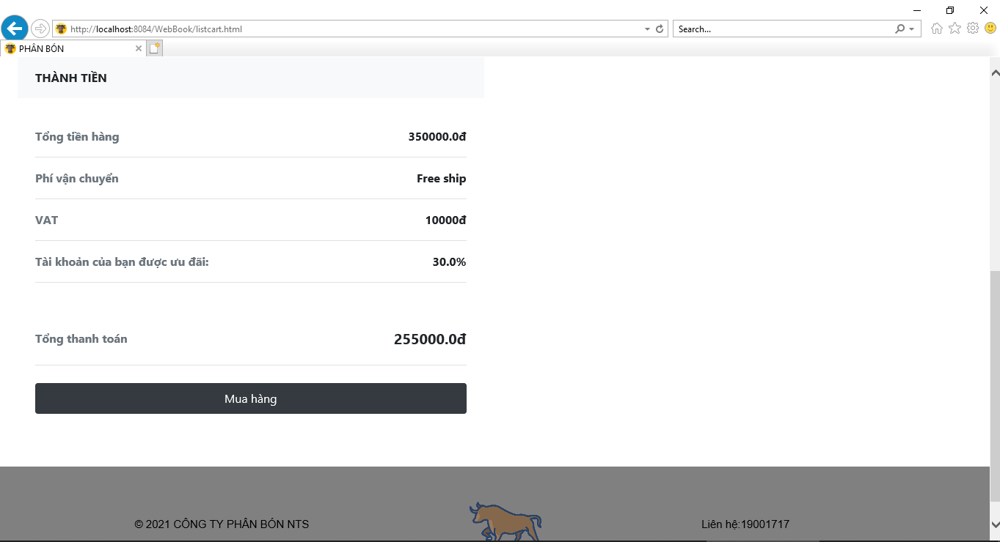 http://localhost:8084/WebBook/listcart.html
Search...
PHÂN BÓN
THÀNH TIỀN
Tổng tiền hàng 350000.0đ
Phí vận chuyển Free ship
VAT 10000đ
Tài khoản của bạn được ưu đãi: 30.0%
Tổng thanh toán 255000.0đ
Mua hàng
© 2021 CÔNG TY PHÂN BÓN NTS
Liên hệ:19001717